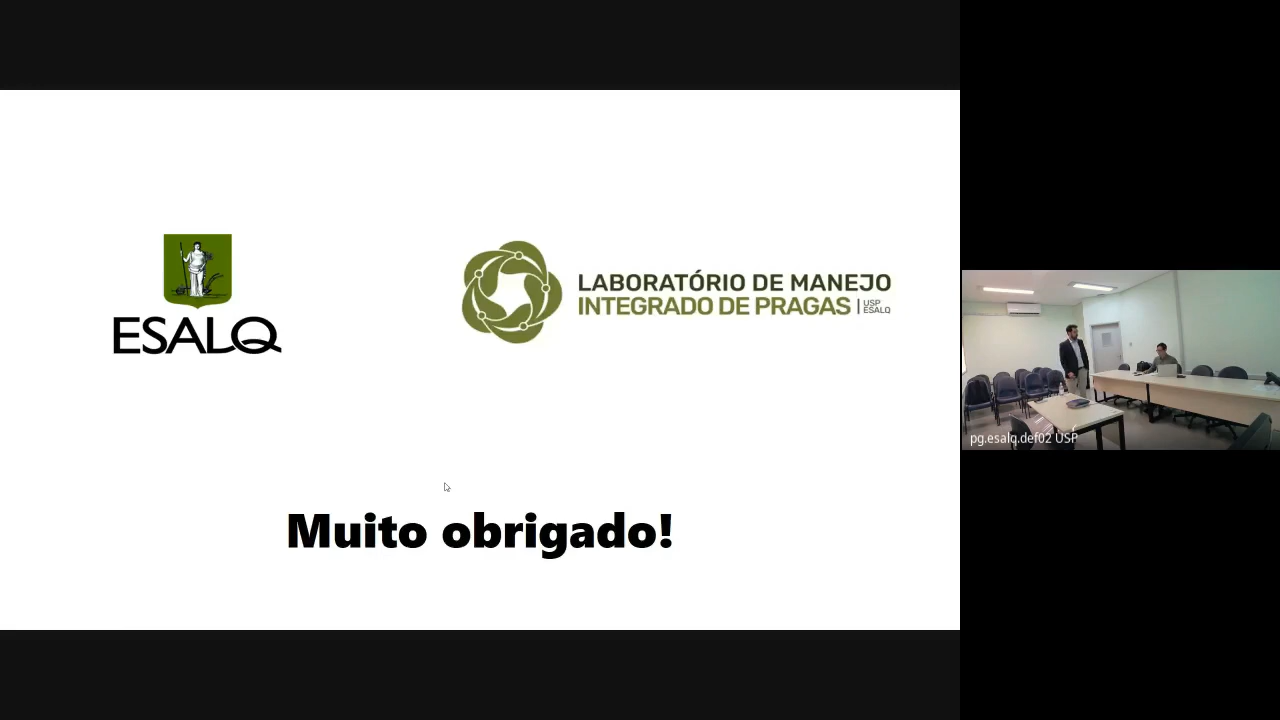 ESALQ
LABORATÓRIO DE MANEJO
INTEGRADO DE PRAGAS
USP
ESALQ
Muito obrigado!
pg.esalq.def02 USP